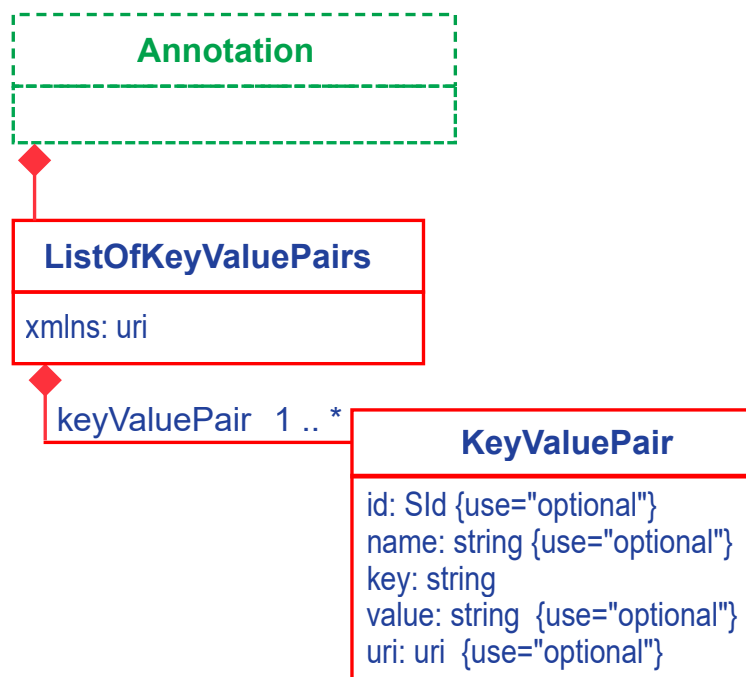 Annotation
ListOfKeyValuePairs
xmlns: uri
keyValuePair 1 .. *
KeyValuePair
id: SId {use="optional"}
name: string {use="optional"}
key: string
value: string {use="optional"}
uri: uri {use="optional"}